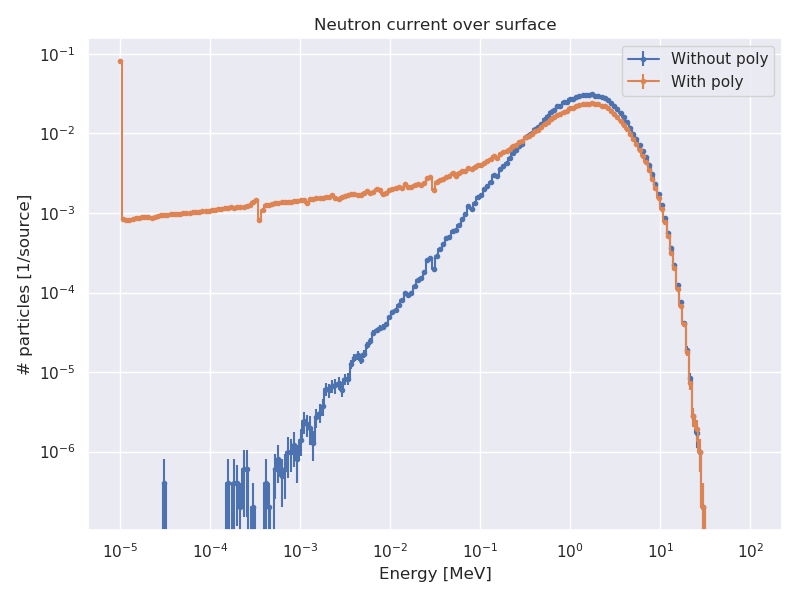 Neutron current over surface
Without poly
With poly
# particles [1/source]
10⁻¹
10⁻²
10⁻³
10⁻⁴
10⁻⁵
10⁻⁶
10⁻⁵ 10⁻⁴ 10⁻³ 10⁻² 10⁻¹ 10⁰ 10¹ 10²
Energy [MeV]